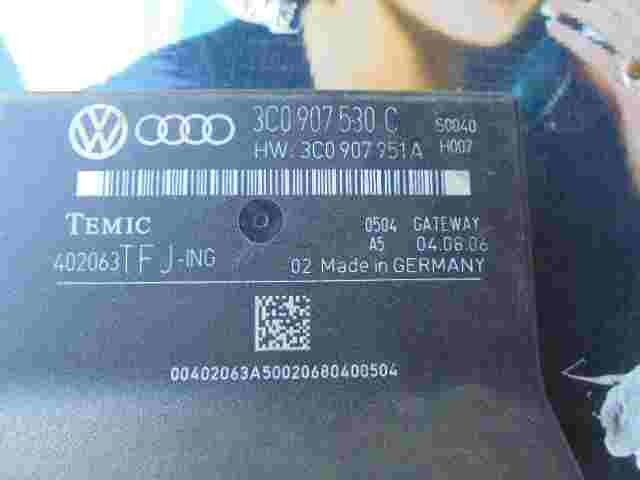 3C0 907 530 C S0040
HW: 3C0 907 951 A H007
TEMIC 0504 GATEWAY
A5 04.08.06
402063TFJ-ING 02 Made in GERMANY
00402063A50020680400504